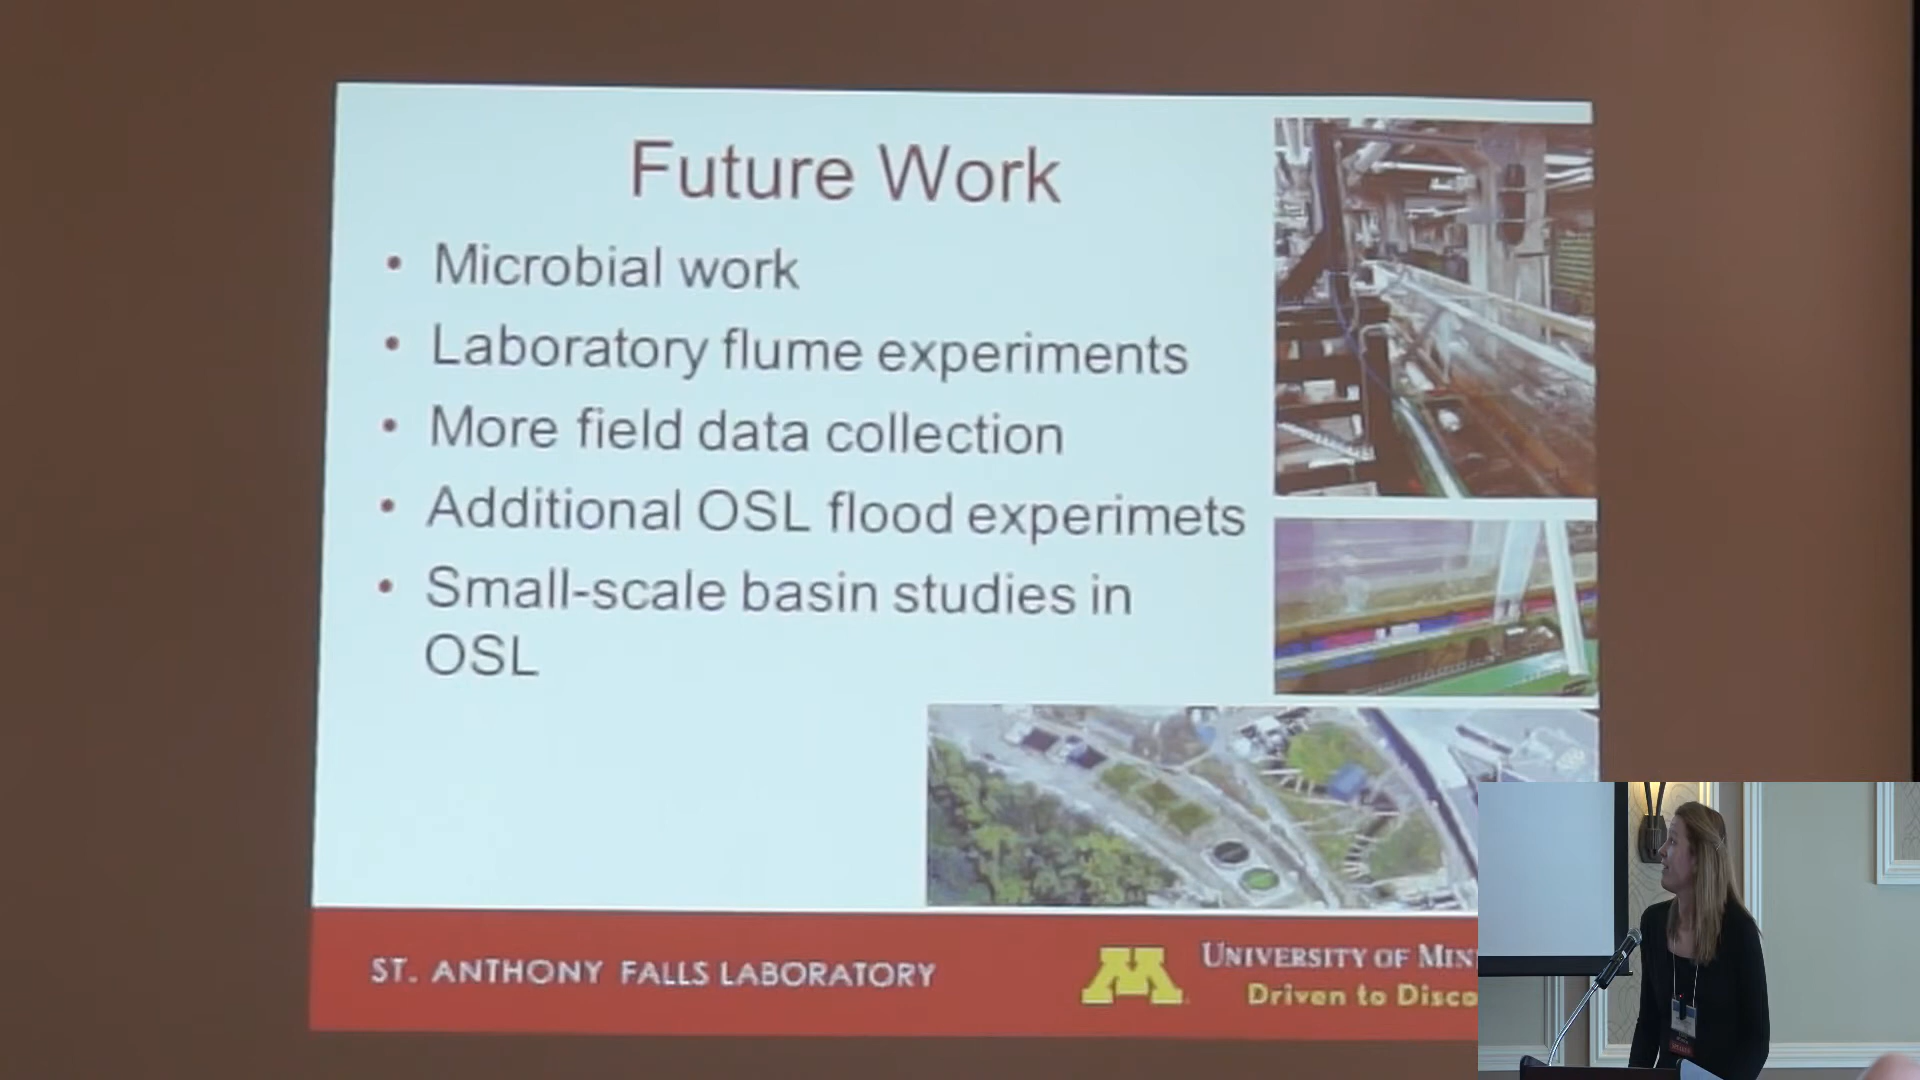 Future Work
• Microbial work
• Laboratory flume experiments
• More field data collection
• Additional OSL flood experimets
• Small-scale basin studies in
OSL
ST. ANTHONY FALLS LABORATORY
M
UNIVERSITY OF MIN
Driven to Disco